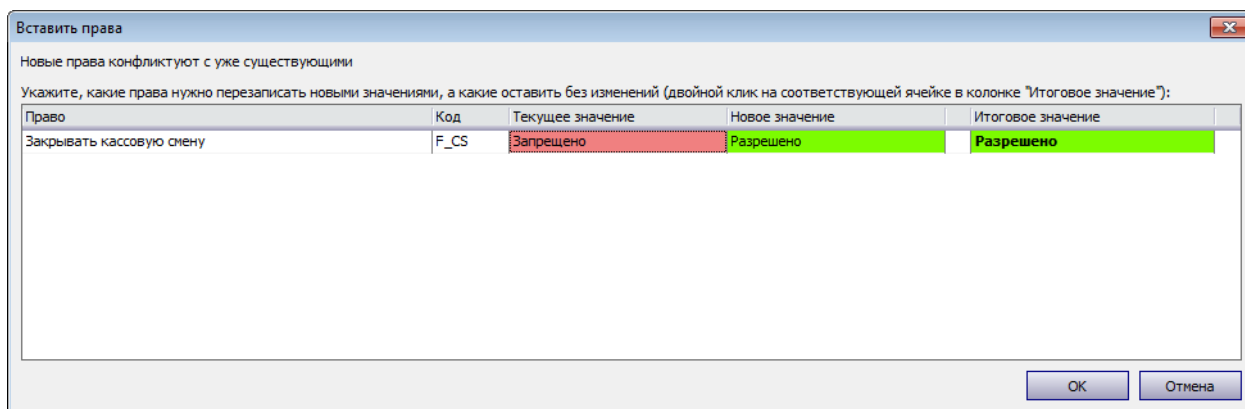 Вставить права
Новые права конфликтуют с уже существующими
Укажите, какие права нужно перезаписать новыми значениями, а какие оставить без изменений (двойной клик на соответствующей ячейке в колонке "Итоговое значение"):
Право Код Текущее значение Новое значение Итоговое значение
Закрывать кассовую смену F_CS Запрещено Разрешено Разрешено
ОК Отмена